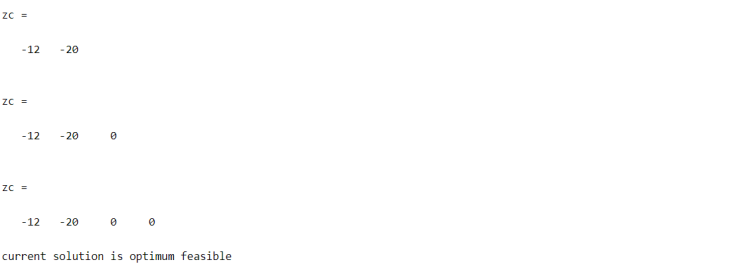 zc =
-12 -20
zc =
-12 -20 0
zc =
-12 -20 0 0
current solution is optimum feasible